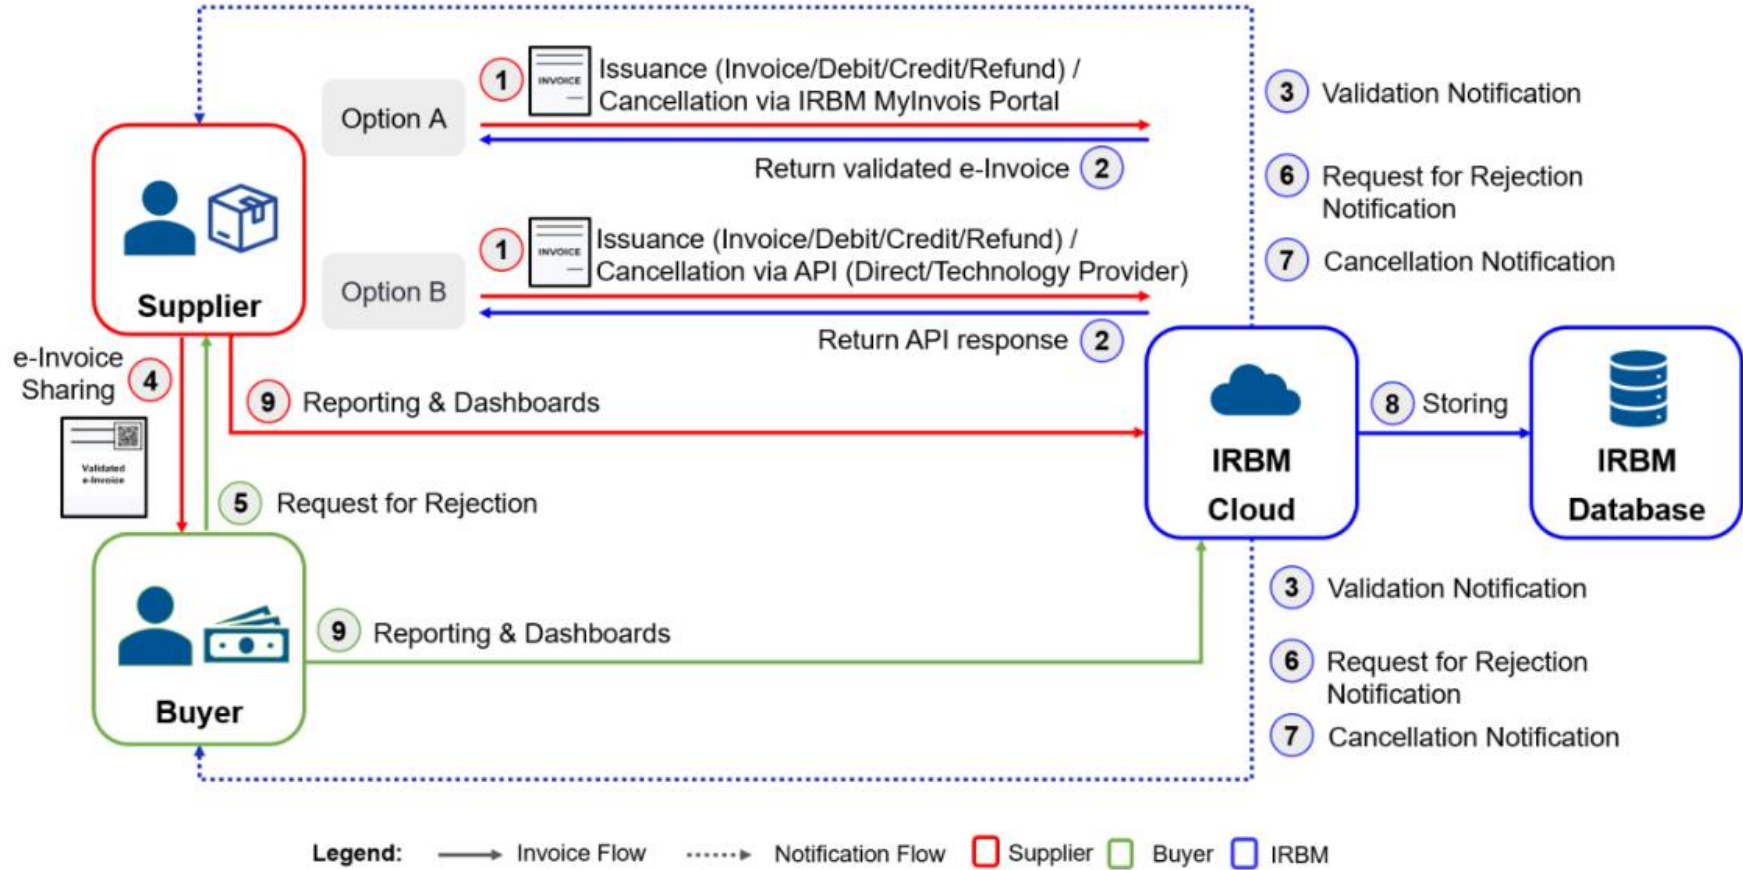 1
INVOICE
Issuance (Invoice/Debit/Credit/Refund) /
Cancellation via IRBM MyInvois Portal
Option A
Return validated e-Invoice 2
3 Validation Notification
6 Request for Rejection
Notification
7 Cancellation Notification
1
INVOICE
Issuance (Invoice/Debit/Credit/Refund) /
Cancellation via API (Direct/Technology Provider)
Option B
Return API response 2
Supplier
e-Invoice
Sharing
4
Validated
e-Invoice
9 Reporting & Dashboards
5 Request for Rejection
IRBM
Cloud
8 Storing
IRBM
Database
Buyer
9 Reporting & Dashboards
3 Validation Notification
6 Request for Rejection
Notification
7 Cancellation Notification
Legend: Invoice Flow Notification Flow Supplier Buyer IRBM